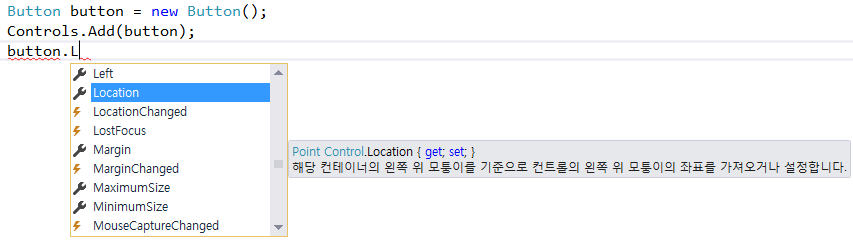 Button button = new Button();
Controls.Add(button);
button.L
Left
Location
LocationChanged
LostFocus
Margin
Point Control.Location { get; set; }
MarginChanged
해당 컨테이너의 왼쪽 위 모퉁이를 기준으로 컨트롤의 왼쪽 위 모퉁이의 좌표를 가져오거나 설정합니다.
MaximumSize
MinimumSize
MouseCaptureChanged